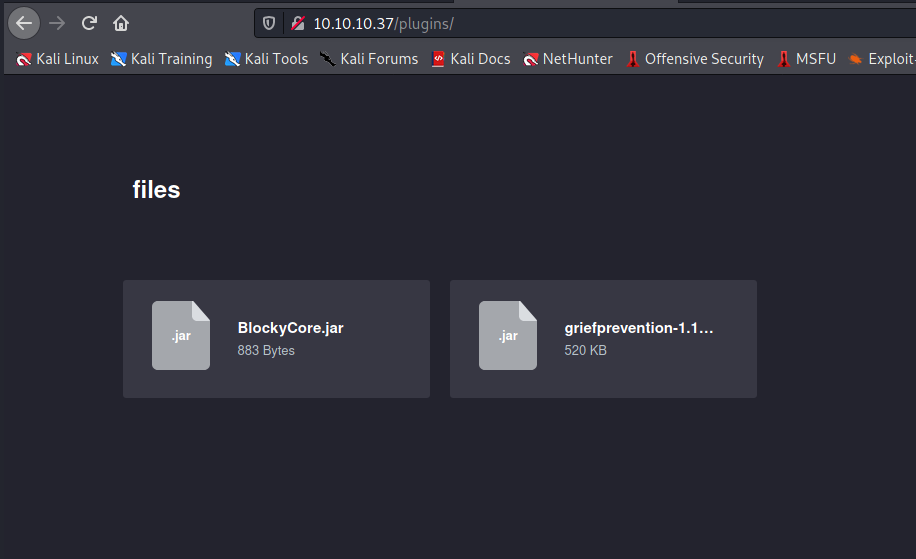 10.10.10.37/plugins/
Kali Linux Kali Training Kali Tools Kali Forums Kali Docs NetHunter Offensive Security MSFU Exploit-
files
.jar BlockyCore.jar
883 Bytes
.jar griefprevention-1.1...
520 KB